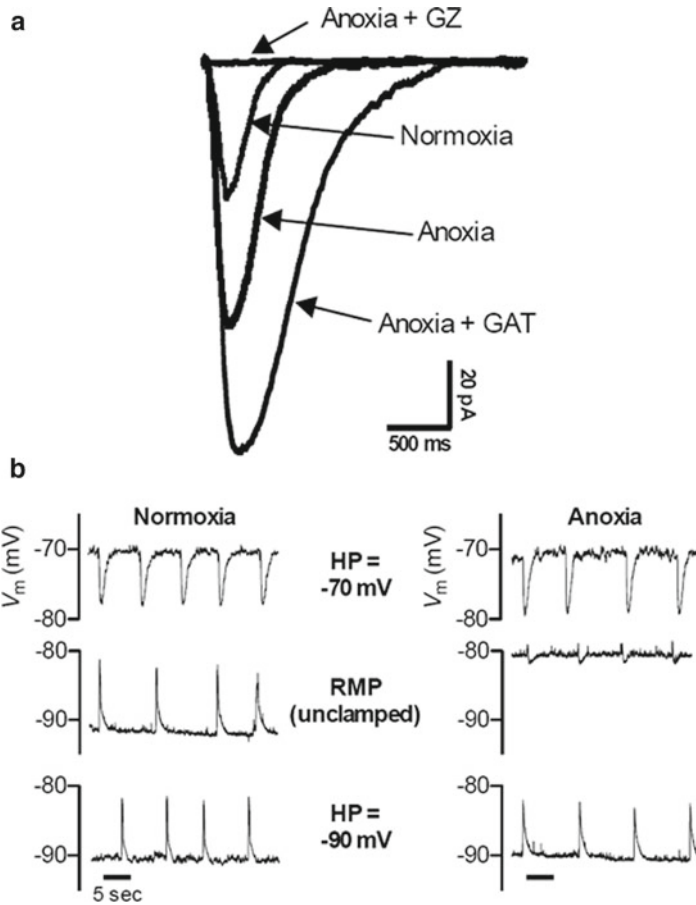 a
Anoxia + GZ
Normoxia
Anoxia
Anoxia + GAT
20 pA
500 ms
b
Normoxia
Anoxia
Vm (mV)
-70
-80
HP =
-70 mV
Vm (mV)
-70
-80
-80
-90
RMP
(unclamped)
-80
-90
-80
-90
HP =
-90 mV
-80
-90
5 sec